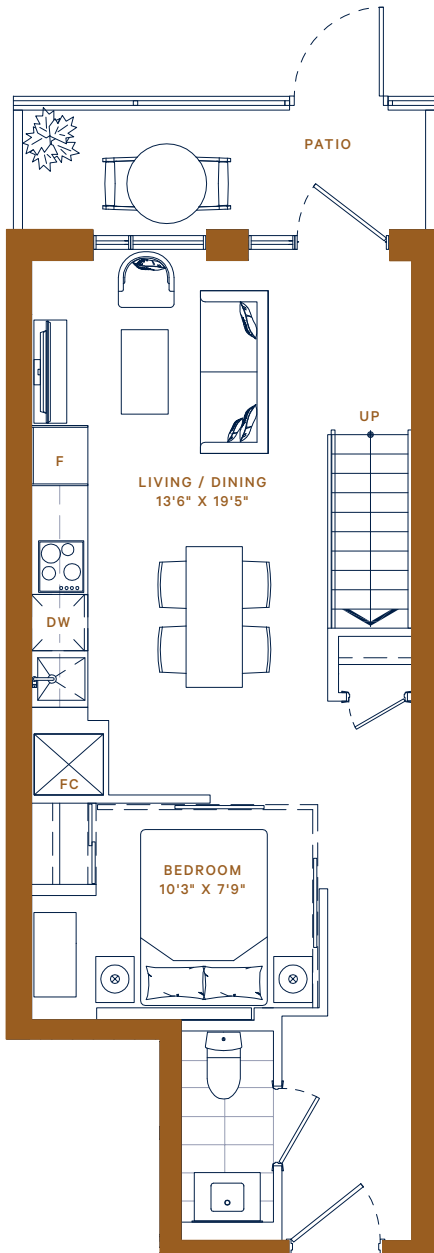 PATIO
UP
F
LIVING / DINING
13'6" X 19'5"
DW
FC
BEDROOM
10'3" X 7'9"